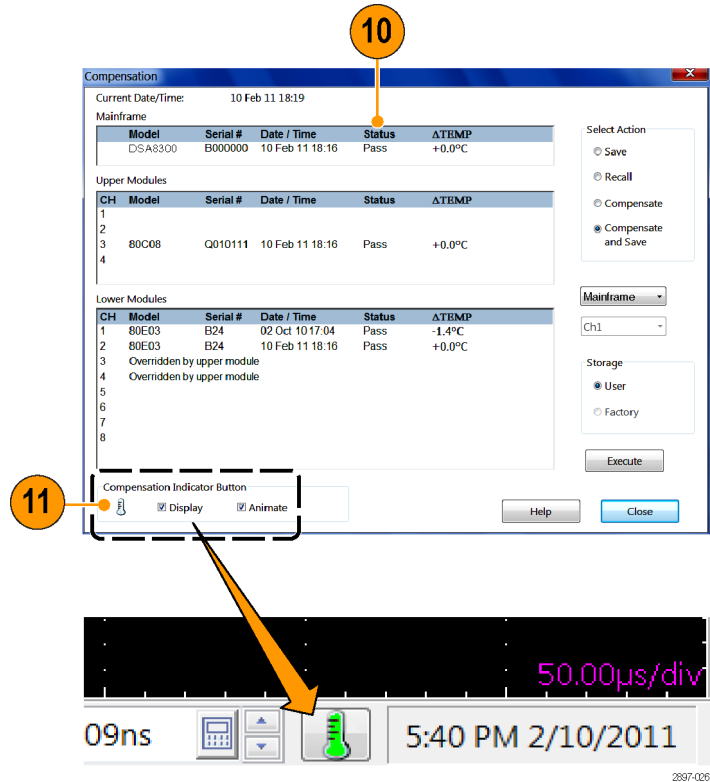 10
Compensation
Current Date/Time: 10 Feb 11 18:19
Mainframe
Model Serial # Date / Time Status ΔTEMP
DSA8300 B000000 10 Feb 11 18:16 Pass +0.0°C
Upper Modules
CH Model Serial # Date / Time Status ΔTEMP
1
2
3 80C08 Q010111 10 Feb 11 18:16 Pass +0.0°C
4
Lower Modules
CH Model Serial # Date / Time Status ΔTEMP
1 80E03 B24 02 Oct 10 17:04 Pass -1.4°C
2 80E03 B24 10 Feb 11 18:16 Pass +0.0°C
3 Overridden by upper module
4 Overridden by upper module
5
6
7
8
Select Action
Save
Recall
Compensate
Compensate
and Save
Mainframe
Ch1
Storage
User
Factory
Execute
11
Compensation Indicator Button
Display Animate
Help Close
50.00µs/div
09ns 5:40 PM 2/10/2011
2897-026